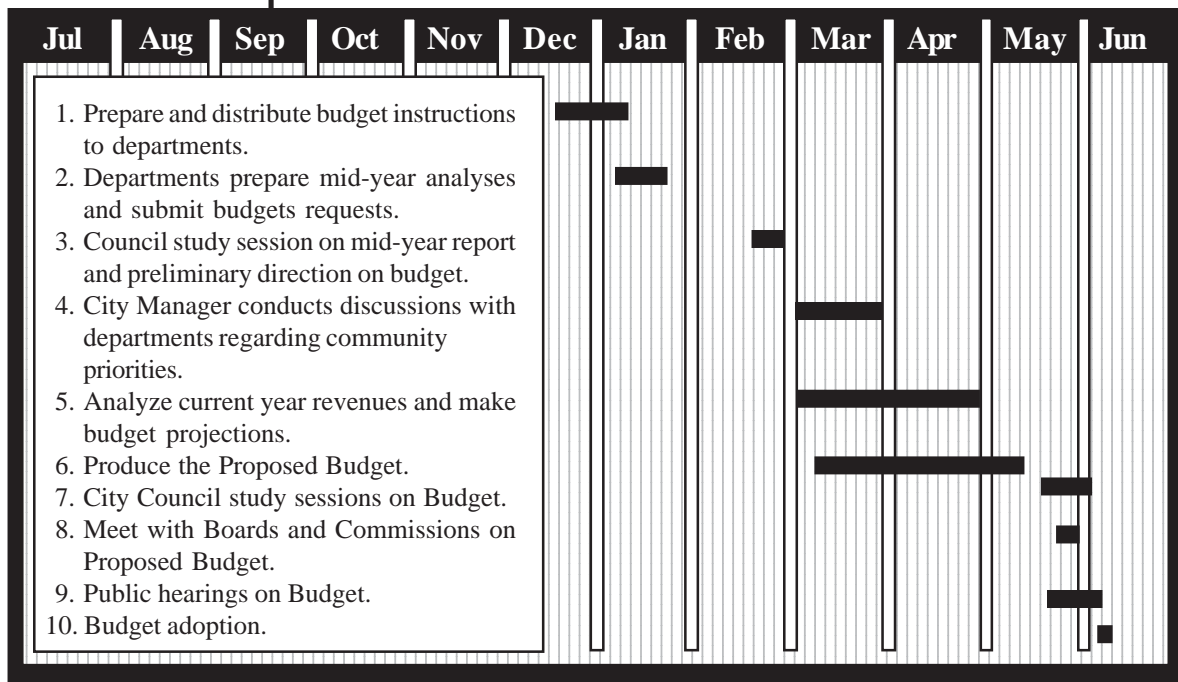 Jul Aug Sep Oct Nov Dec Jan Feb Mar Apr May Jun
1. Prepare and distribute budget instructions
to departments.
2. Departments prepare mid-year analyses
and submit budgets requests.
3. Council study session on mid-year report
and preliminary direction on budget.
4. City Manager conducts discussions with
departments regarding community
priorities.
5. Analyze current year revenues and make
budget projections.
6. Produce the Proposed Budget.
7. City Council study sessions on Budget.
8. Meet with Boards and Commissions on
Proposed Budget.
9. Public hearings on Budget.
10. Budget adoption.